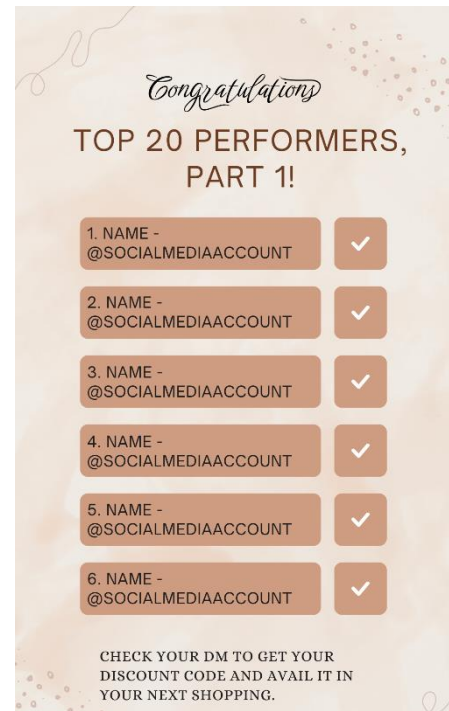 Congratulations
TOP 20 PERFORMERS,
PART 1!
1. NAME -
@SOCIALMEDIAACCOUNT
2. NAME -
@SOCIALMEDIAACCOUNT
3. NAME -
@SOCIALMEDIAACCOUNT
4. NAME -
@SOCIALMEDIAACCOUNT
5. NAME -
@SOCIALMEDIAACCOUNT
6. NAME -
@SOCIALMEDIAACCOUNT
CHECK YOUR DM TO GET YOUR
DISCOUNT CODE AND AVAIL IT IN
YOUR NEXT SHOPPING.